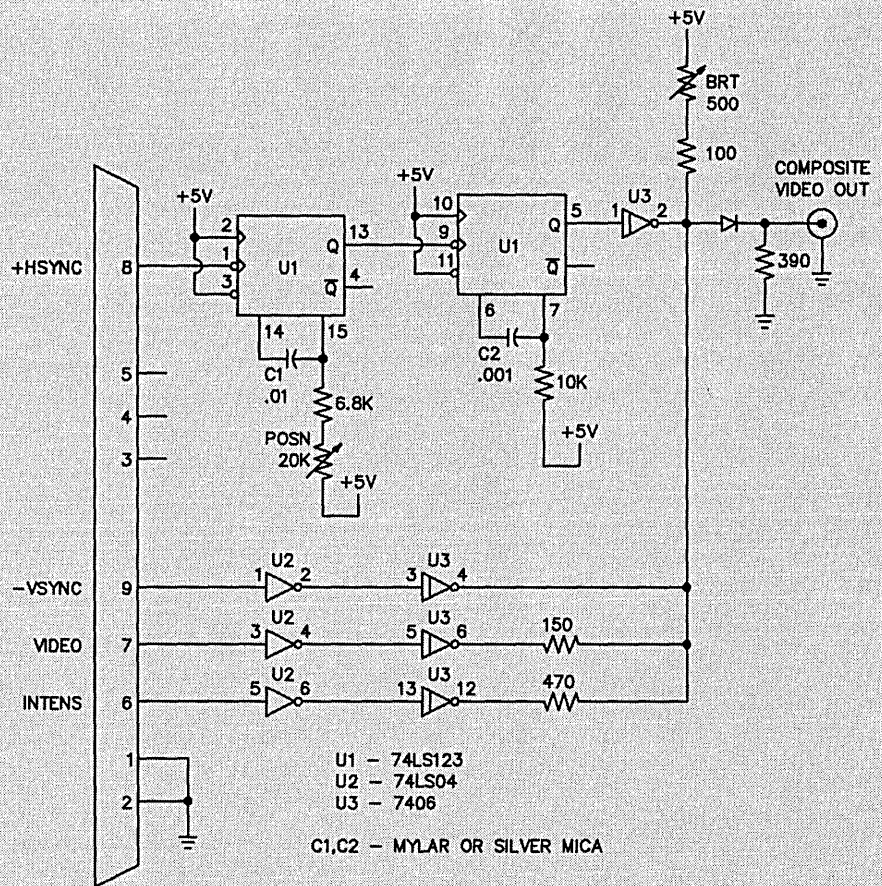 +5V
BRT
500
100
COMPOSITE
VIDEO OUT
+5V
+5V
2
1
3
U1
Q
Q
13
4
14
15
10
9
11
U1
Q
Q
5
6
7
1
U3
2
390
+HSYNC
8
C1
.01
6.8K
POSN
20K
+5V
C2
.001
10K
+5V
5
4
3
-VSYNC
9
1
U2
2
3
U3
4
VIDEO
7
3
U2
4
5
U3
6
150
INTENS
6
5
U2
6
13
U3
12
470
1
2
U1 - 74LS123
U2 - 74LS04
U3 - 7406
C1,C2 - MYLAR OR SILVER MICA